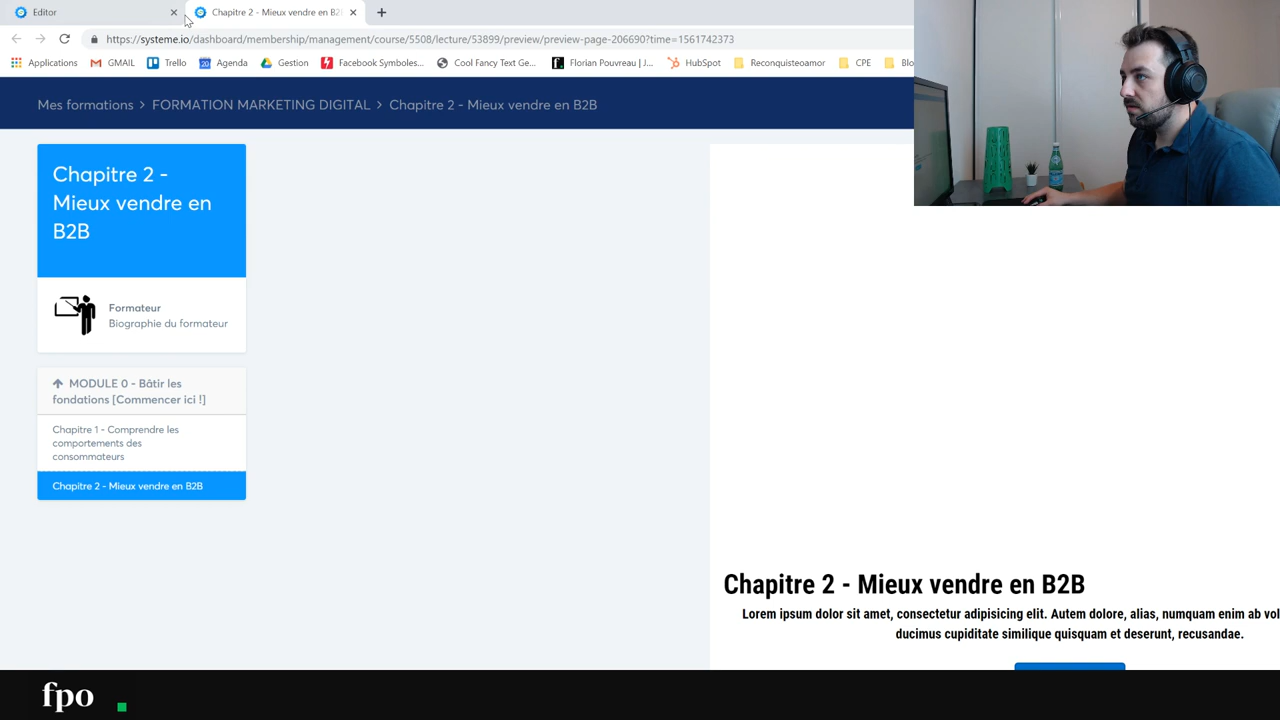 Editor
Chapitre 2 - Mieux vendre en B2
https://systeme.io/dashboard/membership/management/course/5508/lecture/53899/preview/preview-page-206690?time=1561742373
Applications GMAIL Trello Agenda Gestion Facebook Symboles... Cool Fancy Text Ge... Florian Pouvreau | J... HubSpot Reconquisteoamor CPE Blo
Mes formations > FORMATION MARKETING DIGITAL > Chapitre 2 - Mieux vendre en B2B
Chapitre 2 -
Mieux vendre en
B2B
Formateur
Biographie du formateur
MODULE 0 - Bâtir les
fondations [Commencer ici !]
Chapitre 1 - Comprendre les
comportements des
consommateurs
Chapitre 2 - Mieux vendre en B2B
Chapitre 2 - Mieux vendre en B2B
Lorem ipsum dolor sit amet, consectetur adipisicing elit. Autem dolore, alias, numquam enim ab vol
ducimus cupiditate similique quisquam et deserunt, recusandae.
fpo